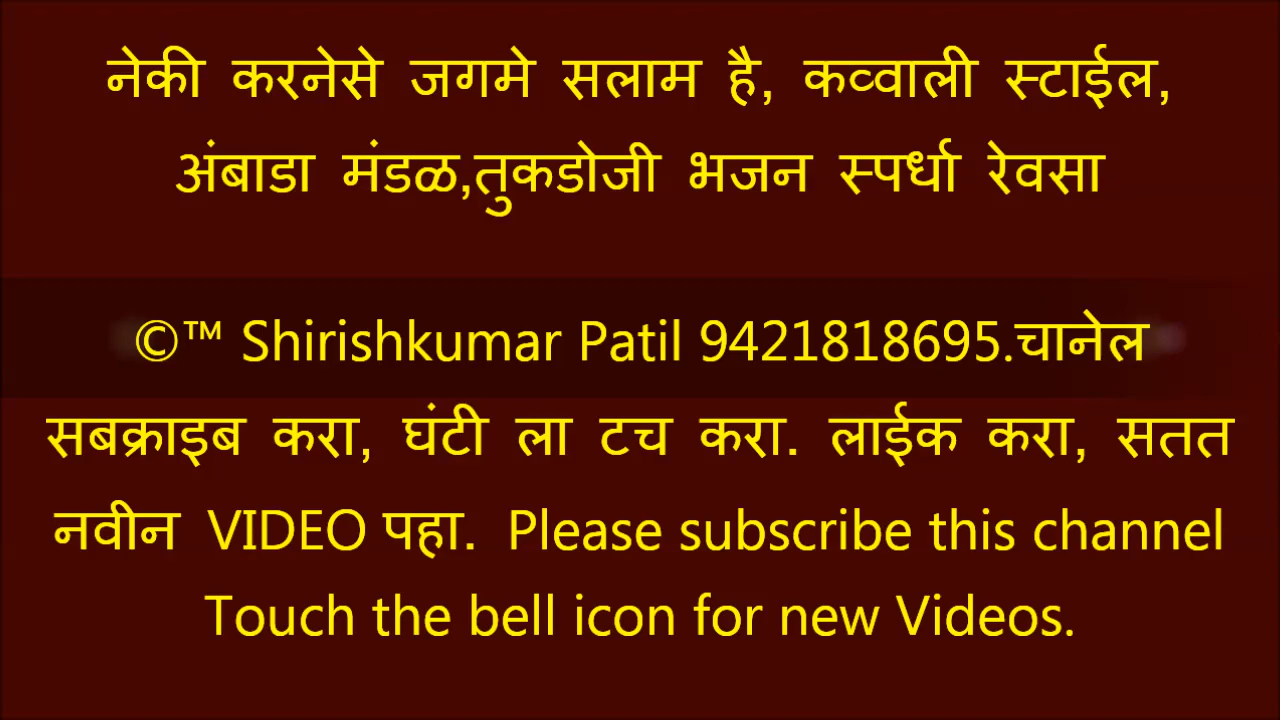 नेकी करनेसे जगमे सलाम है, कव्वाली स्टाईल,
अंबाडा मंडळ,तुकडोजी भजन स्पर्धा रेवसा
©™ Shirishkumar Patil 9421818695.चानेल
सबक्राइब करा, घंटी ला टच करा. लाईक करा, सतत
नवीन VIDEO पहा. Please subscribe this channel
Touch the bell icon for new Videos.